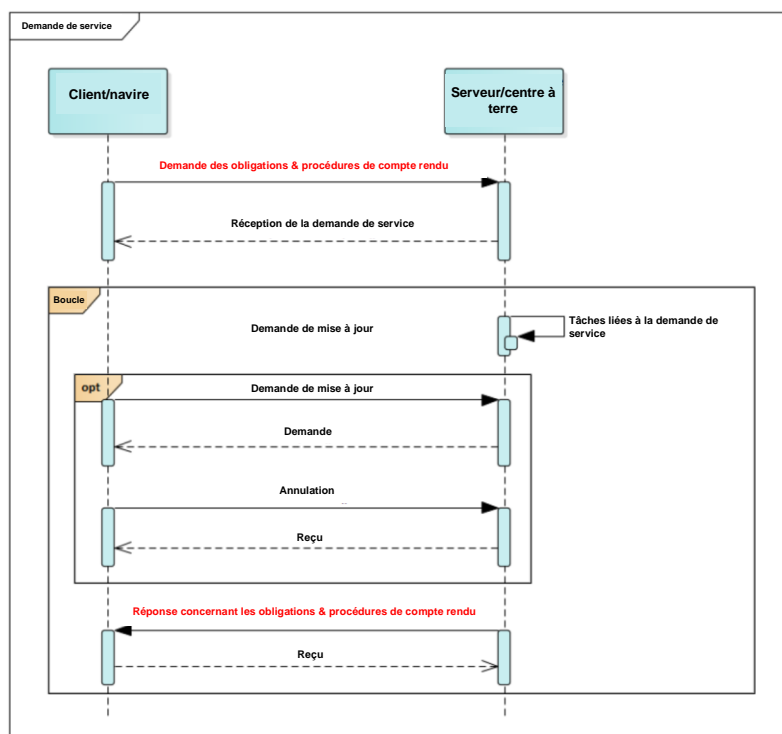 Demande de service
Client/navire
Serveur/centre à
terre
Demande des obligations & procédures de compte rendu
Réception de la demande de service
Boucle
Demande de mise à jour
Tâches liées à la demande de
service
opt
Demande de mise à jour
Demande
Annulation
Reçu
Réponse concernant les obligations & procédures de compte rendu
Reçu